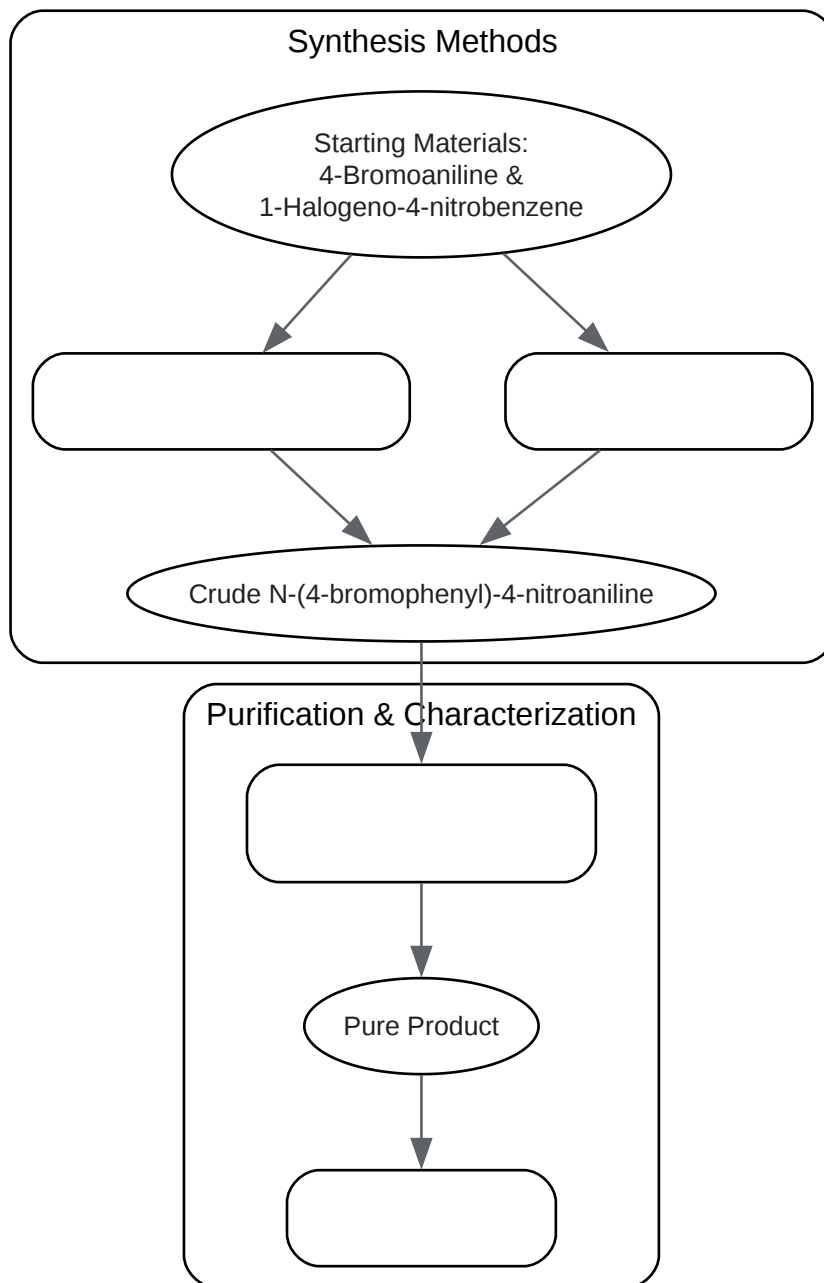 Synthesis Methods
Starting Materials:
4-Bromoaniline &
1-Halogeno-4-nitrobenzene
Crude N-(4-bromophenyl)-4-nitroaniline
Purification & Characterization
Pure Product